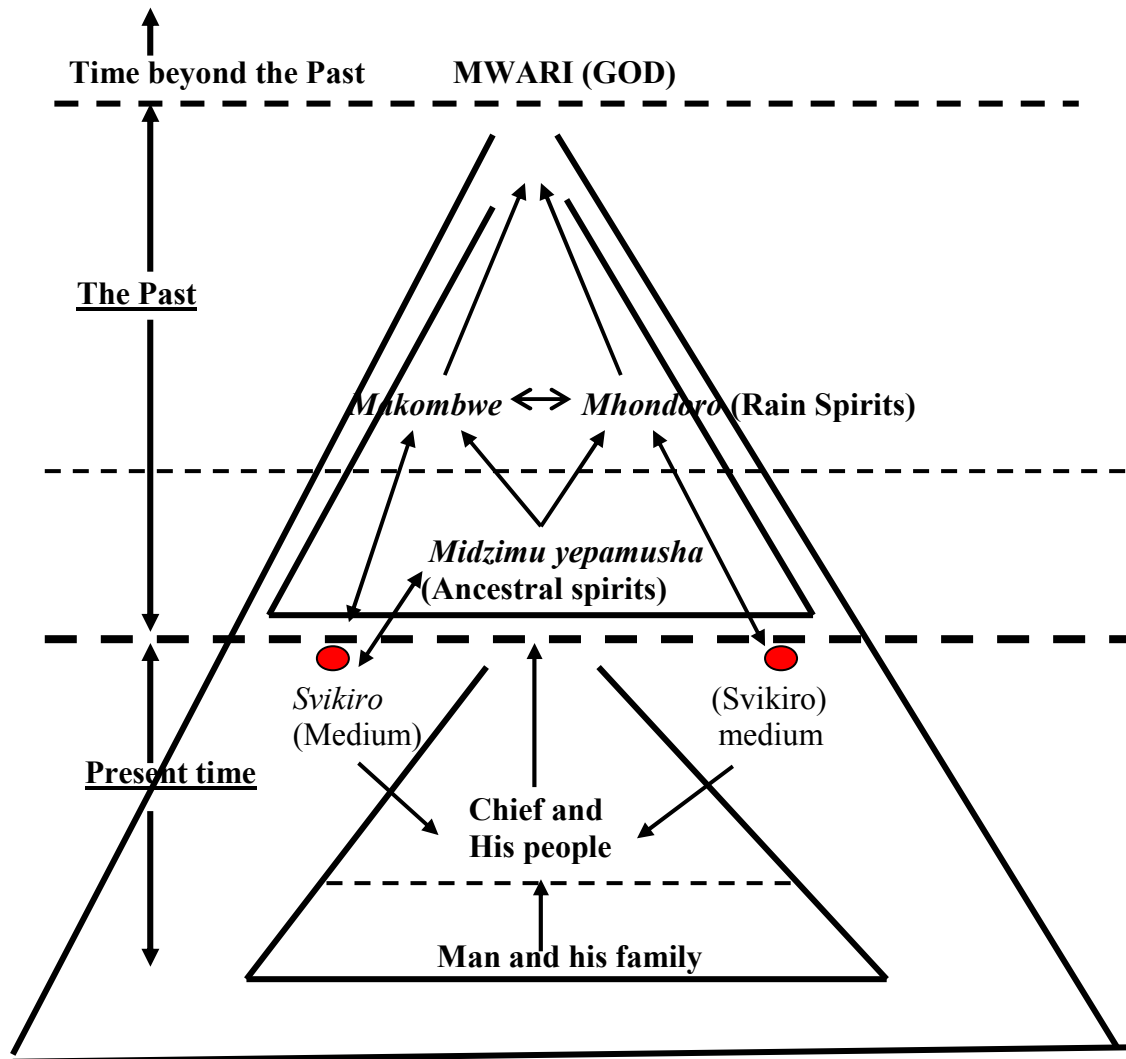 Time beyond the Past MWARI (GOD)
The Past
Makombwe Mhondoro (Rain Spirits)
Midzimu yepamusha
(Ancestral spirits)
Svikiro
(Medium)
(Svikiro)
medium
Present time
Chief and
His people
Man and his family